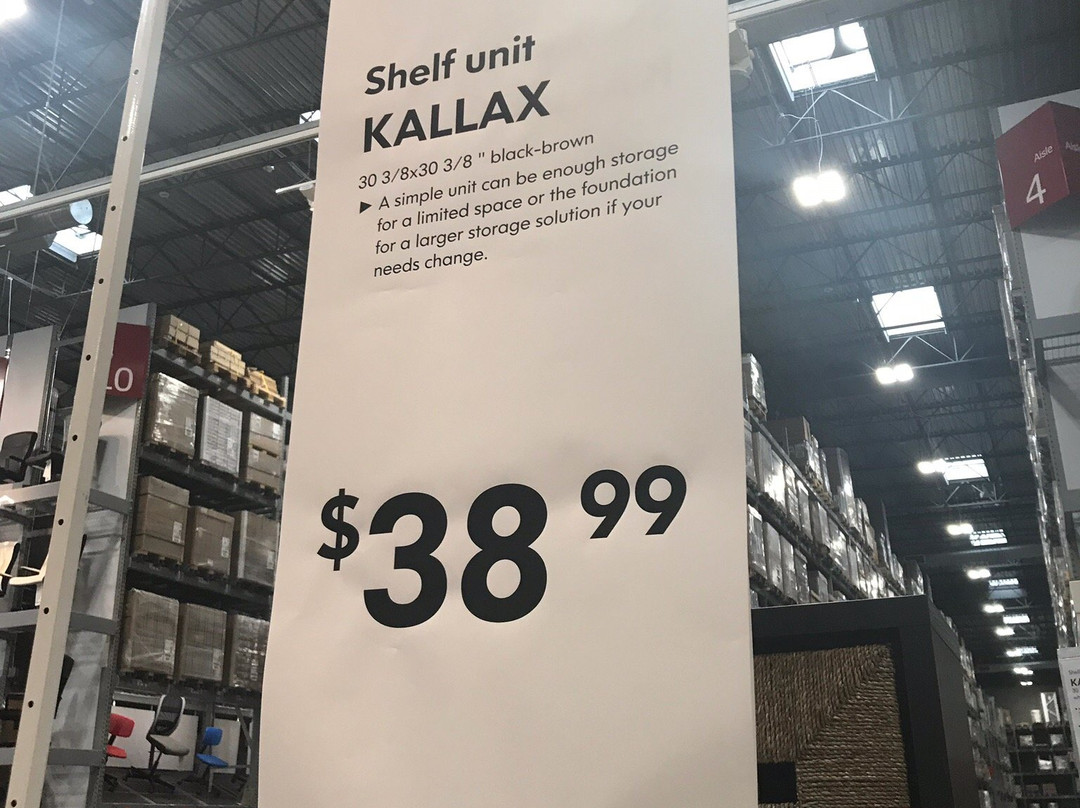 Shelf unit
KALLAX
30 3/8x30 3/8 " black-brown
► A simple unit can be enough storage
for a limited space or the foundation
for a larger storage solution if your
needs change.
$38 99
Aisle
4